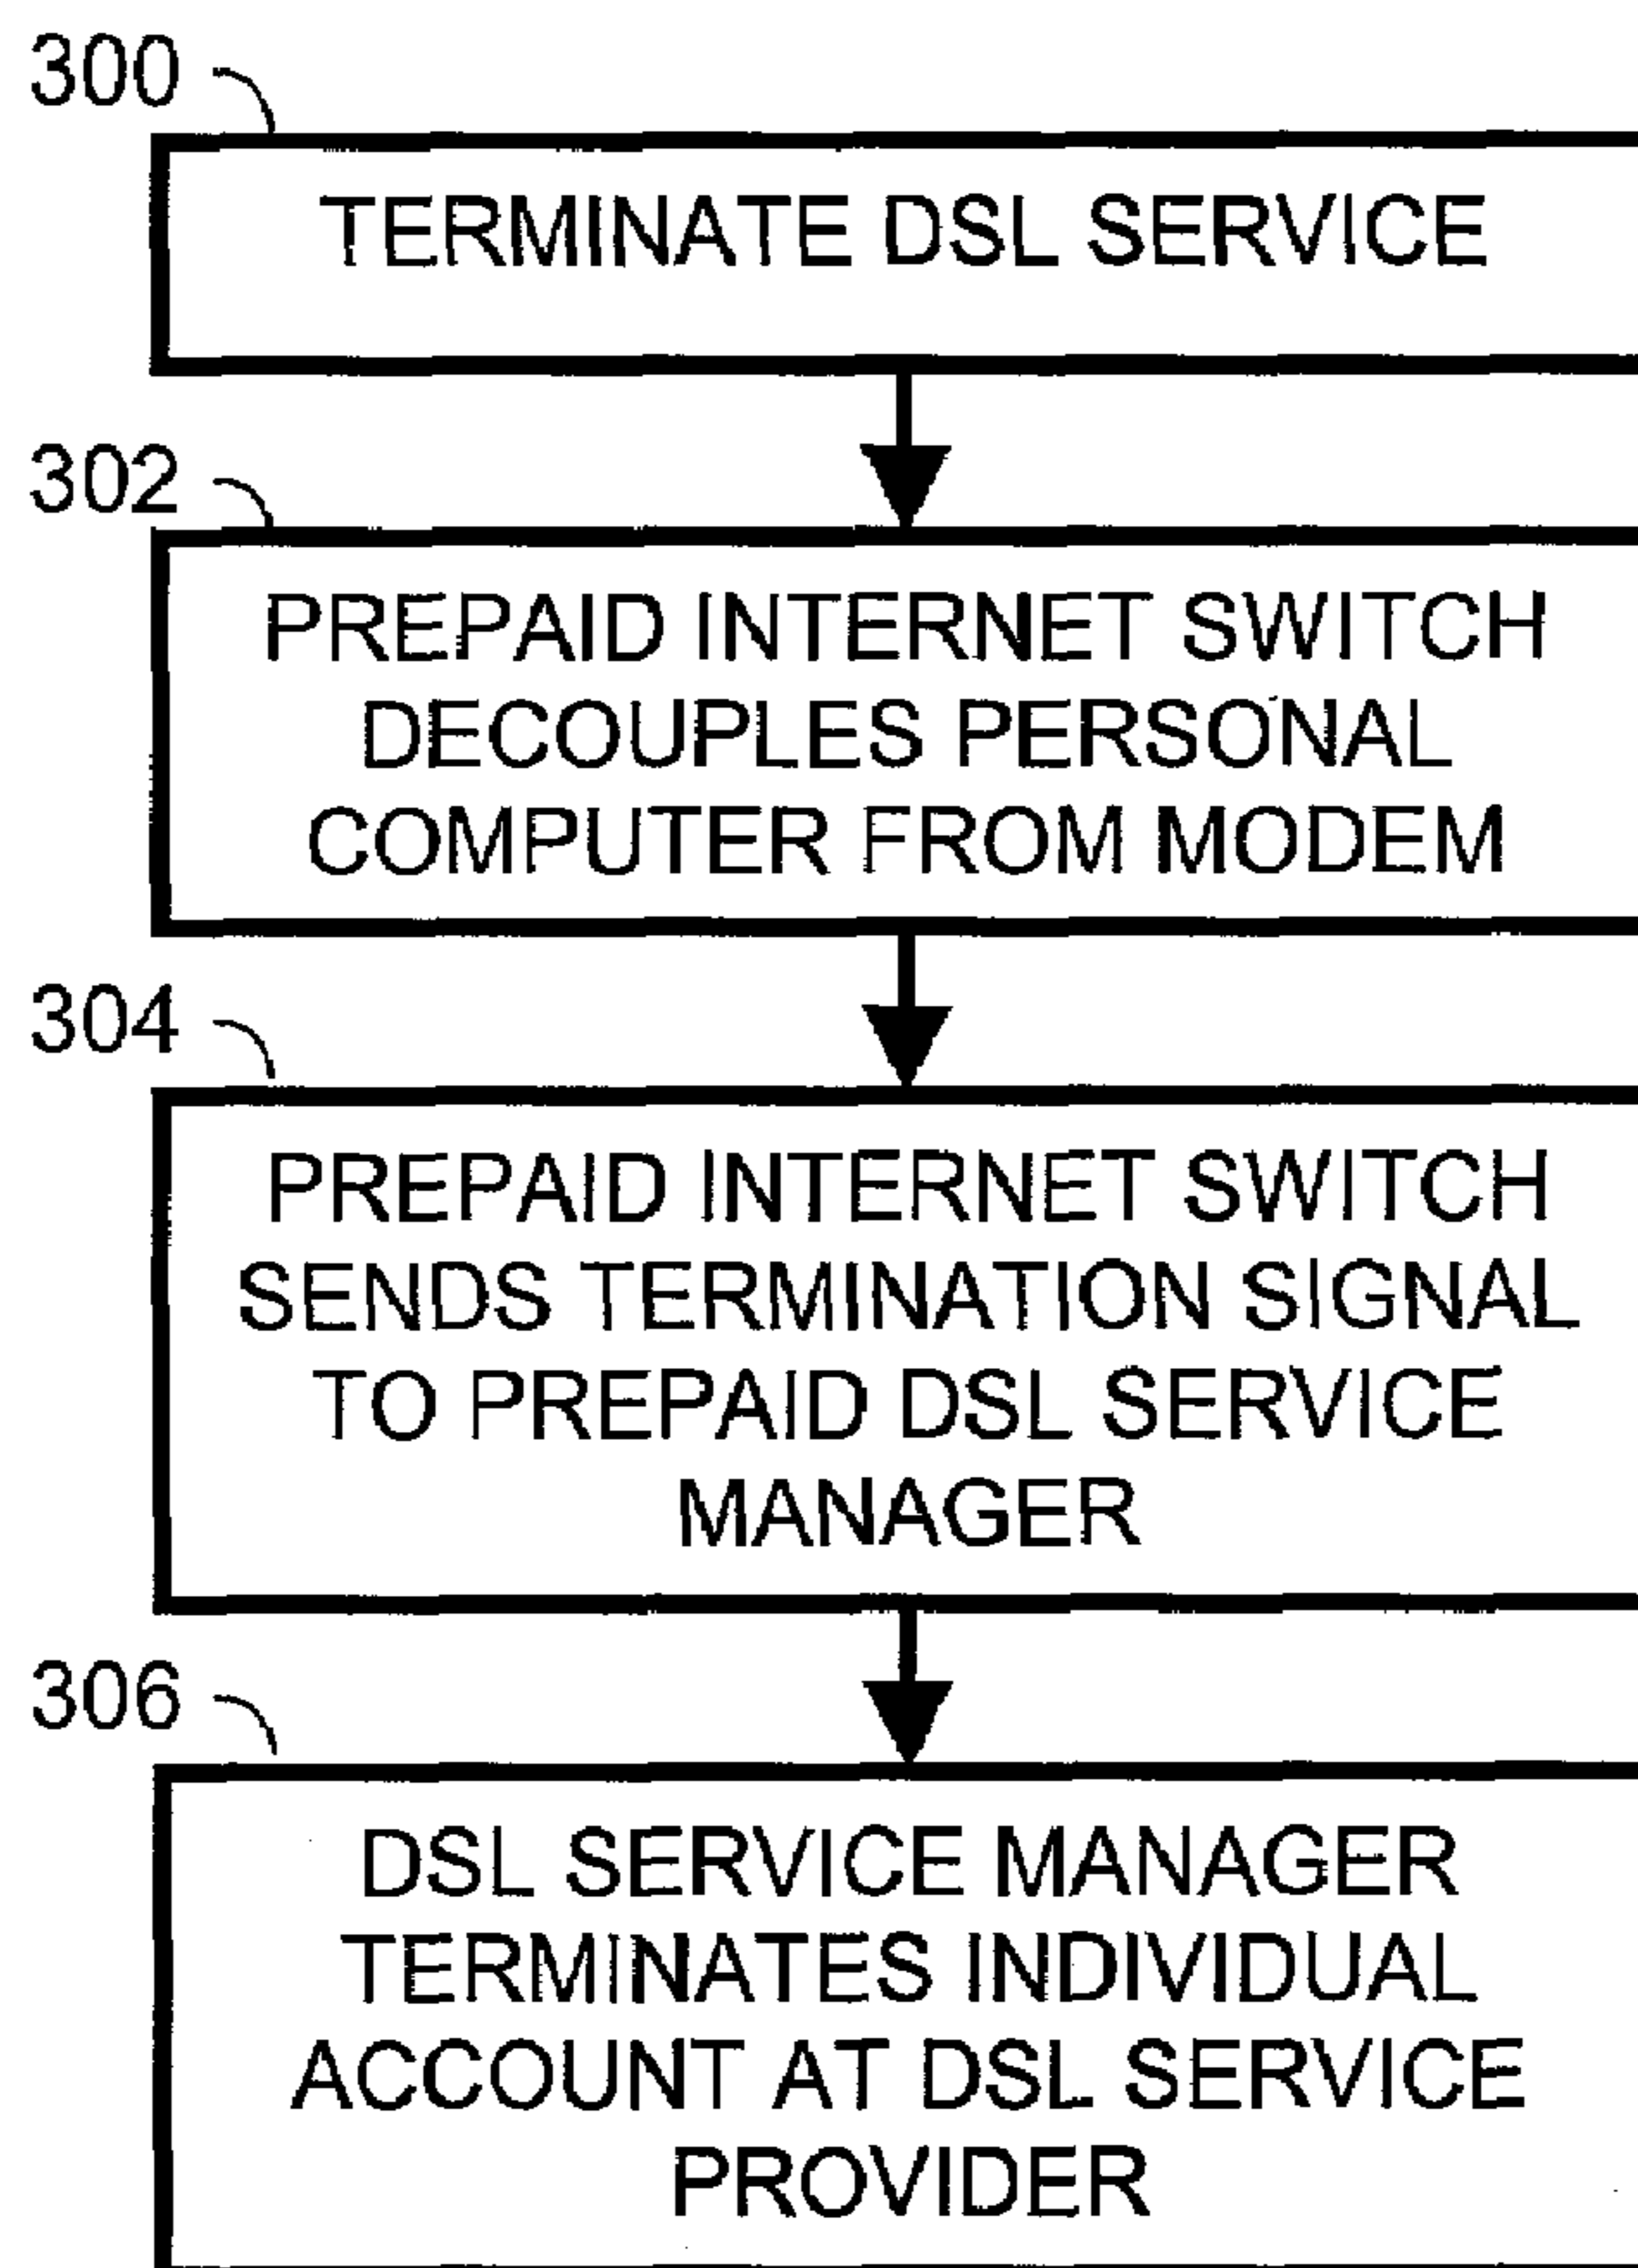 300
TERMINATE DSL SERVICE
302
PREPAID INTERNET SWITCH
DECOUPLES PERSONAL
COMPUTER FROM MODEM
304
PREPAID INTERNET SWITCH
SENDS TERMINATION SIGNAL
TO PREPAID DSL SERVICE
MANAGER
306
DSL SERVICE MANAGER
TERMINATES INDIVIDUAL
ACCOUNT AT DSL SERVICE
PROVIDER